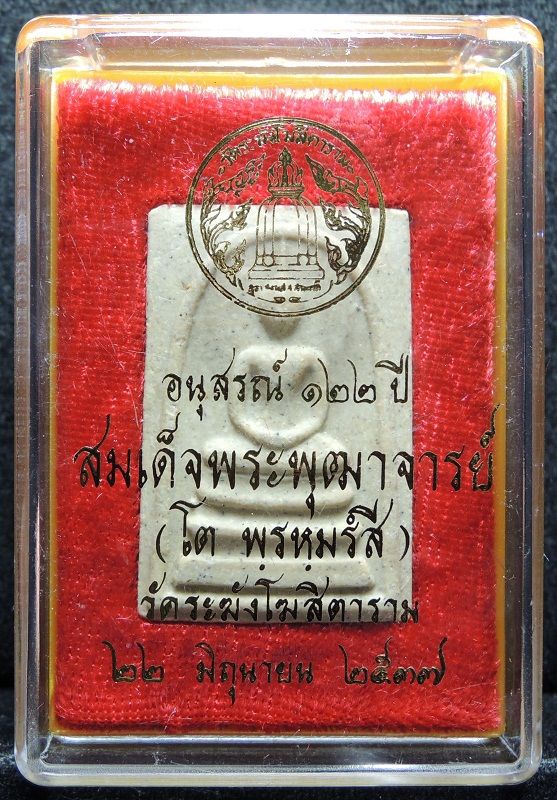 อนุสรณ์ ๑๒๒ ปี
สมเด็จพระพุฒาจารย์
( โต พฺรหฺมรํสี )
วัดระฆังโฆสิตาราม
๒๒ มิถุนายน ๒๕๓๗